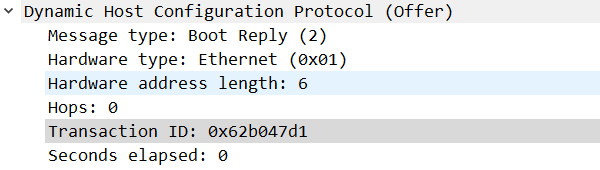 Dynamic Host Configuration Protocol (Offer)
Message type: Boot Reply (2)
Hardware type: Ethernet (0x01)
Hardware address length: 6
Hops: 0
Transaction ID: 0x62b047d1
Seconds elapsed: 0